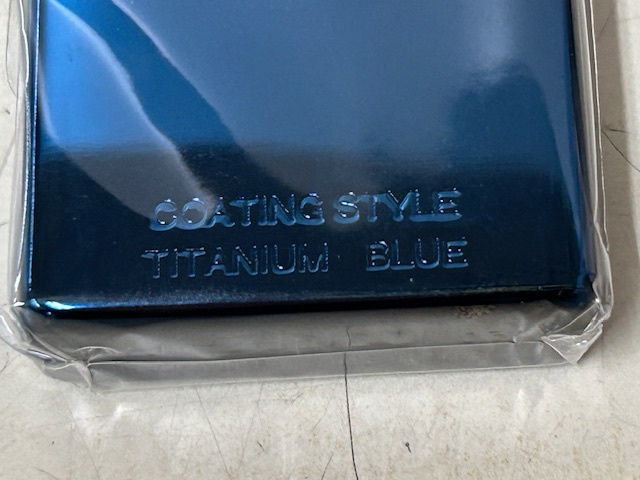 COATING STYLE
TITANIUM BLUE